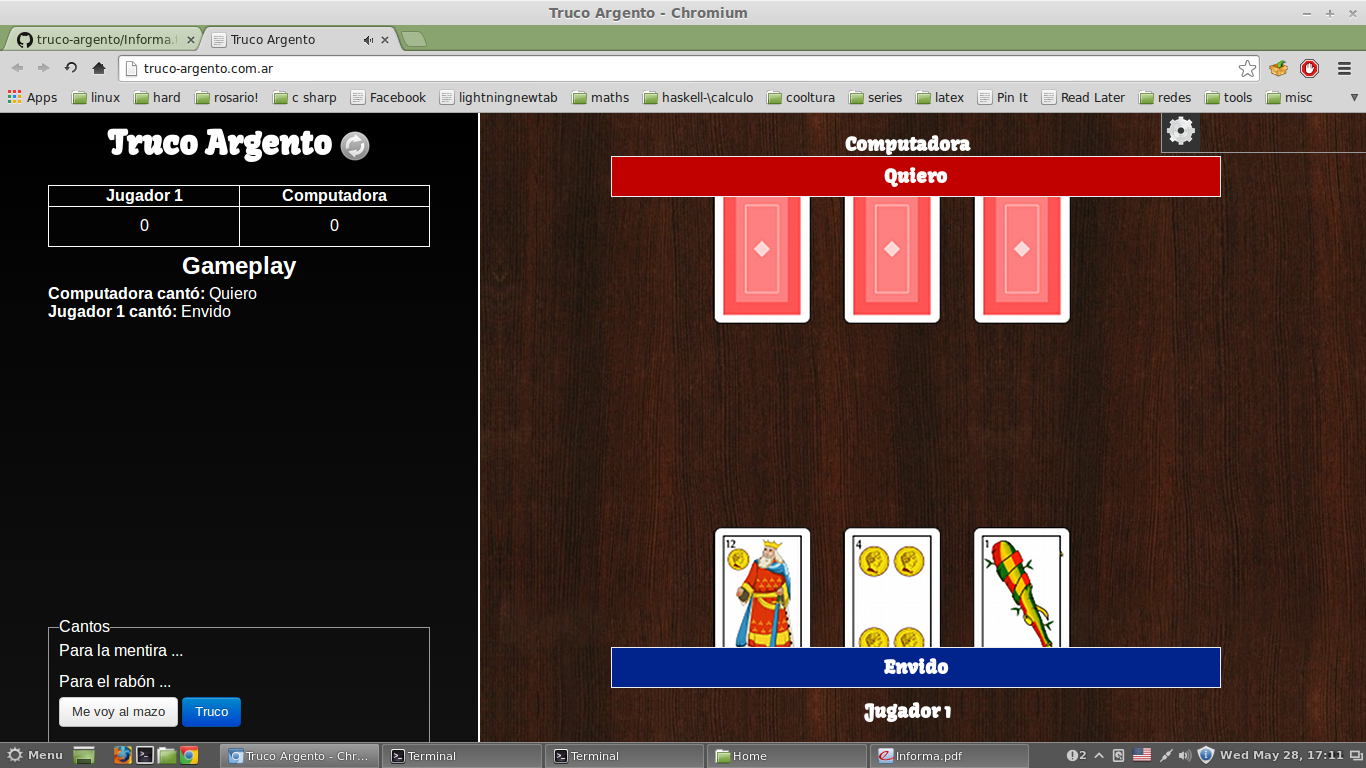 Truco Argento - Chromium
truco-argento/Informa.
Truco Argento
truco-argento.com.ar
Apps
linux
hard
rosario!
c sharp
Facebook
lightningnewtab
maths
haskell-\calculo
cooltura
series
latex
Pin It
Read Later
redes
tools
misc
Truco Argento
Jugador 1
Computadora
0
0
Gameplay
Computadora cantó: Quiero
Jugador 1 cantó: Envido
Cantos
Para la mentira ...
Para el rabón ...
Me voy al mazo
Truco
Computadora
Quiero
12
4
1
Envido
Jugador 1
Menu
Truco Argento - Chr...
Terminal
Terminal
Home
Informa.pdf
2
Wed May 28, 17:11